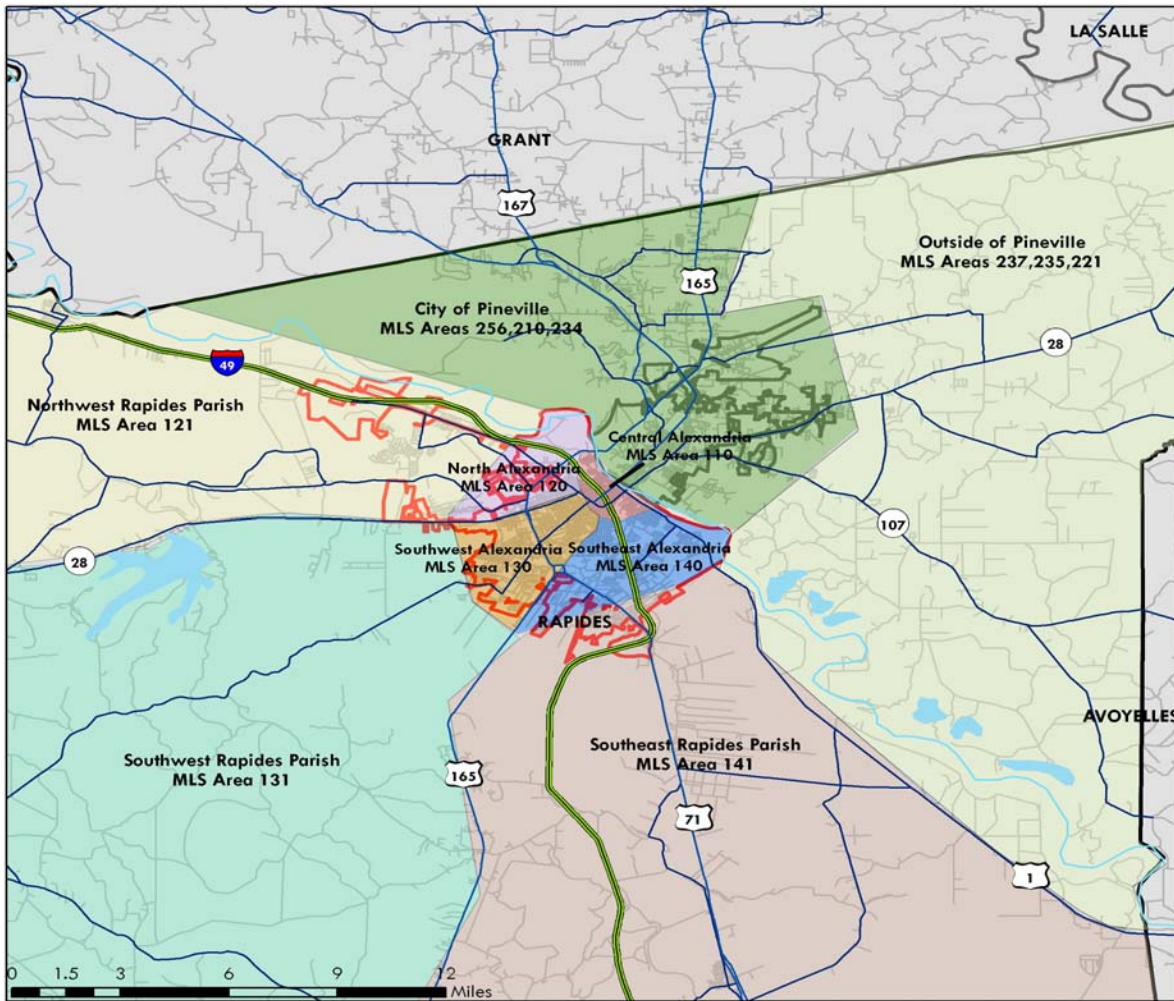 LA SALLE
GRANT
167
Outside of Pineville
MLS Areas 237,235,221
165
City of Pineville
MLS Areas 256,210,234
28
49
Northwest Rapides Parish
MLS Area 121
Central Alexandria
MLS Area 110
North Alexandria
MLS Area 120
107
Southwest Alexandria
MLS Area 130
Southeast Alexandria
MLS Area 140
28
RAPIDES
AVOYELLES
Southwest Rapides Parish
MLS Area 131
Southeast Rapides Parish
MLS Area 141
165
71
1
0 1.5 3 6 9 12
Miles